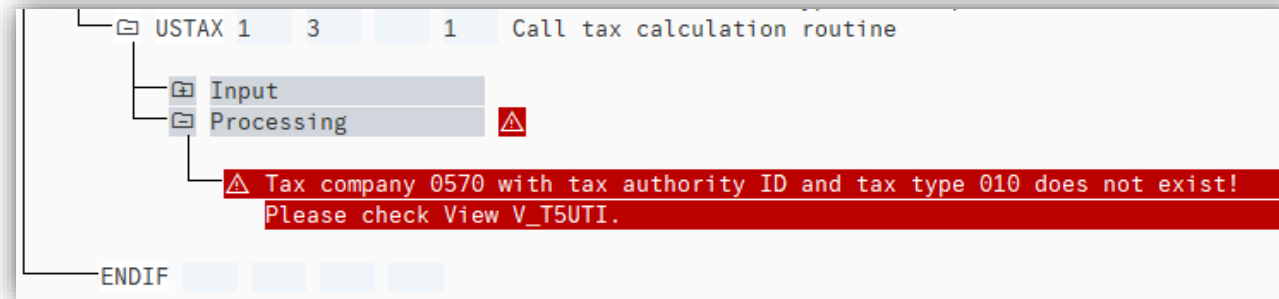 USTAX 1 3 1 Call tax calculation routine
Input
Processing
Tax company 0570 with tax authority ID and tax type 010 does not exist!
Please check View V_T5UTI.
ENDIF